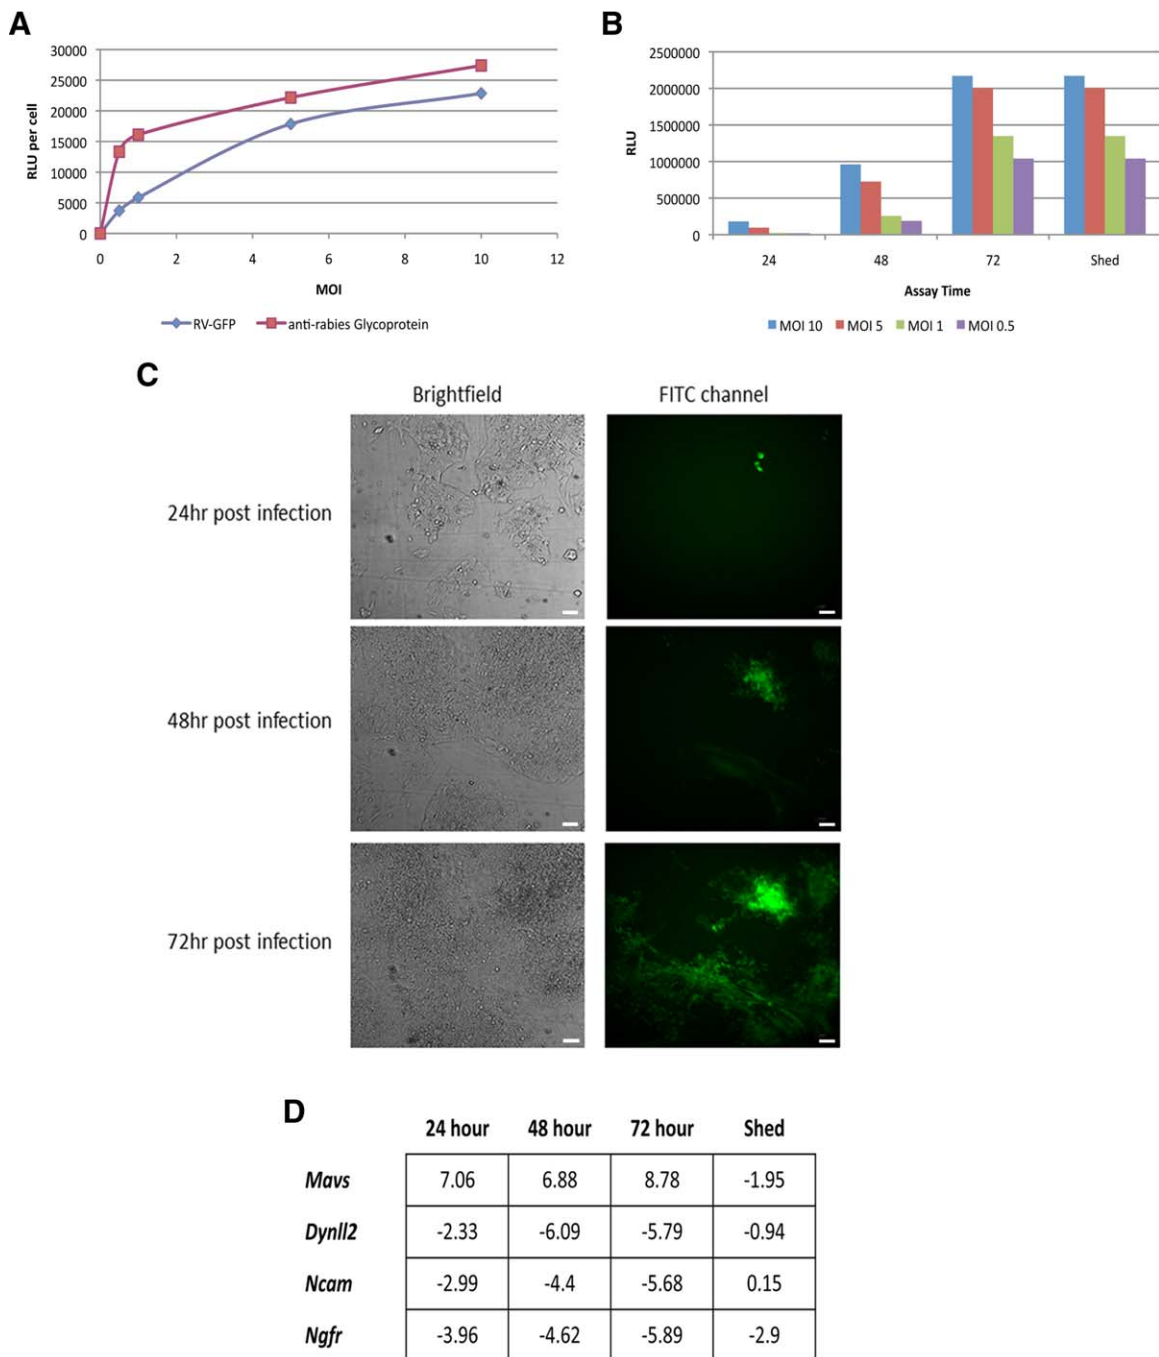 A
30000
25000
20000
15000
10000
5000
0
RLU per cell
0 2 4 6 8 10 12
MOI
RV-GFP anti-rabies Glycoprotein
B
2500000
2000000
1500000
1000000
500000
0
RLU
24 48 72 Shed
Assay Time
MOI 10 MOI 5 MOI 1 MOI 0.5
C
Brightfield FITC channel
24hr post infection
48hr post infection
72hr post infection
D
24 hour 48 hour 72 hour Shed
Mavs 7.06 6.88 8.78 -1.95
Dynll2 -2.33 -6.09 -5.79 -0.94
Ncam -2.99 -4.4 -5.68 0.15
Ngfr -3.96 -4.62 -5.89 -2.9